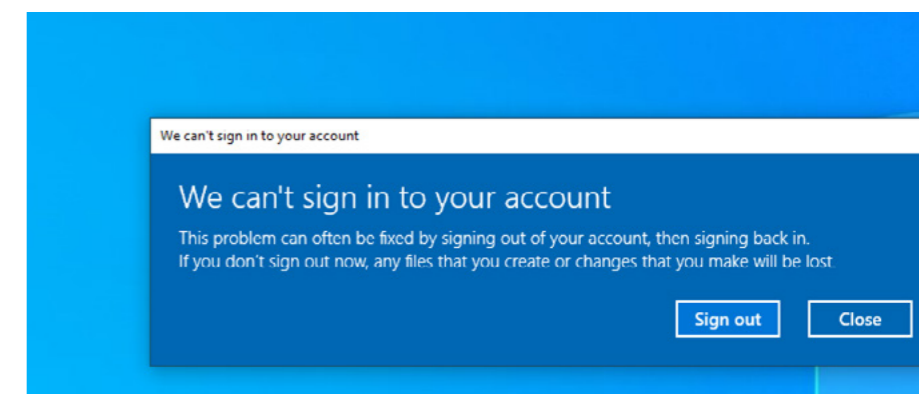 We can't sign in to your account
We can't sign in to your account
This problem can often be fixed by signing out of your account, then signing back in.
If you don't sign out now, any files that you create or changes that you make will be lost.
Sign out
Close